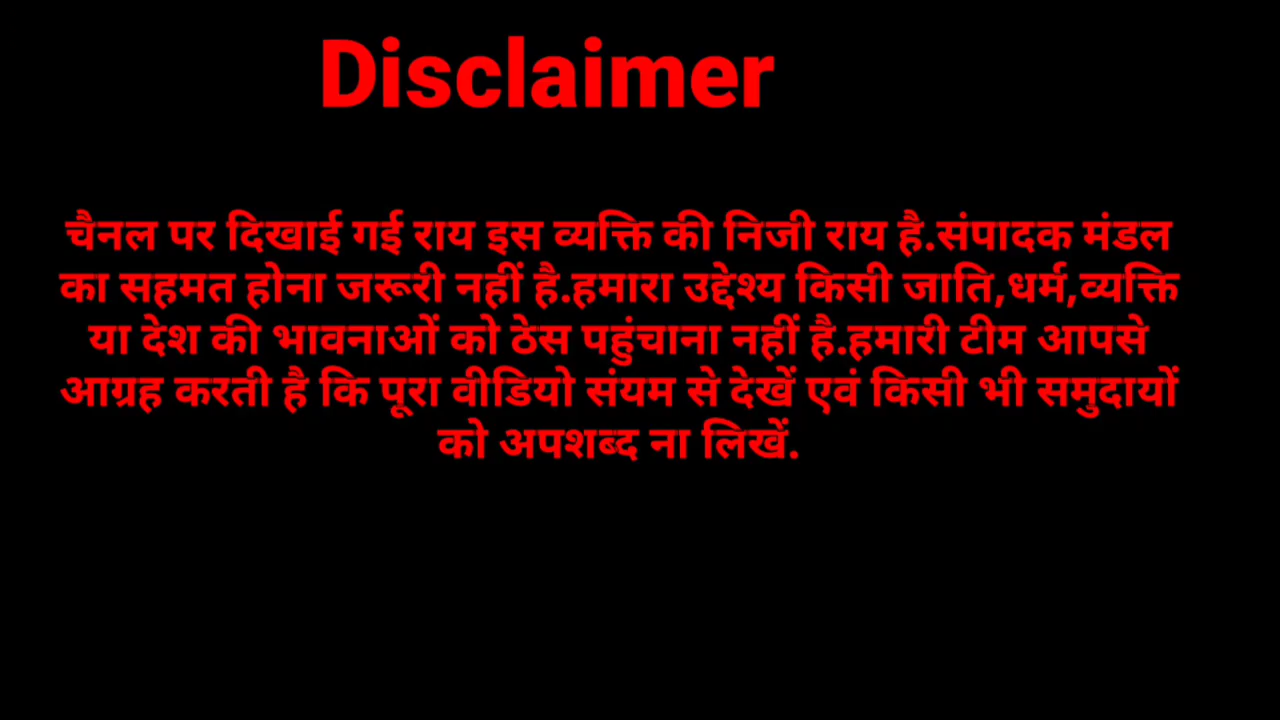 Disclaimer
चैनल पर दिखाई गई राय इस व्यक्ति की निजी राय है.संपादक मंडल
का सहमत होना जरूरी नहीं है.हमारा उद्देश्य किसी जाति,धर्म,व्यक्ति
या देश की भावनाओं को ठेस पहुंचाना नहीं है.हमारी टीम आपसे
आग्रह करती है कि पूरा वीडियो संयम से देखें एवं किसी भी समुदायों
को अपशब्द ना लिखें.